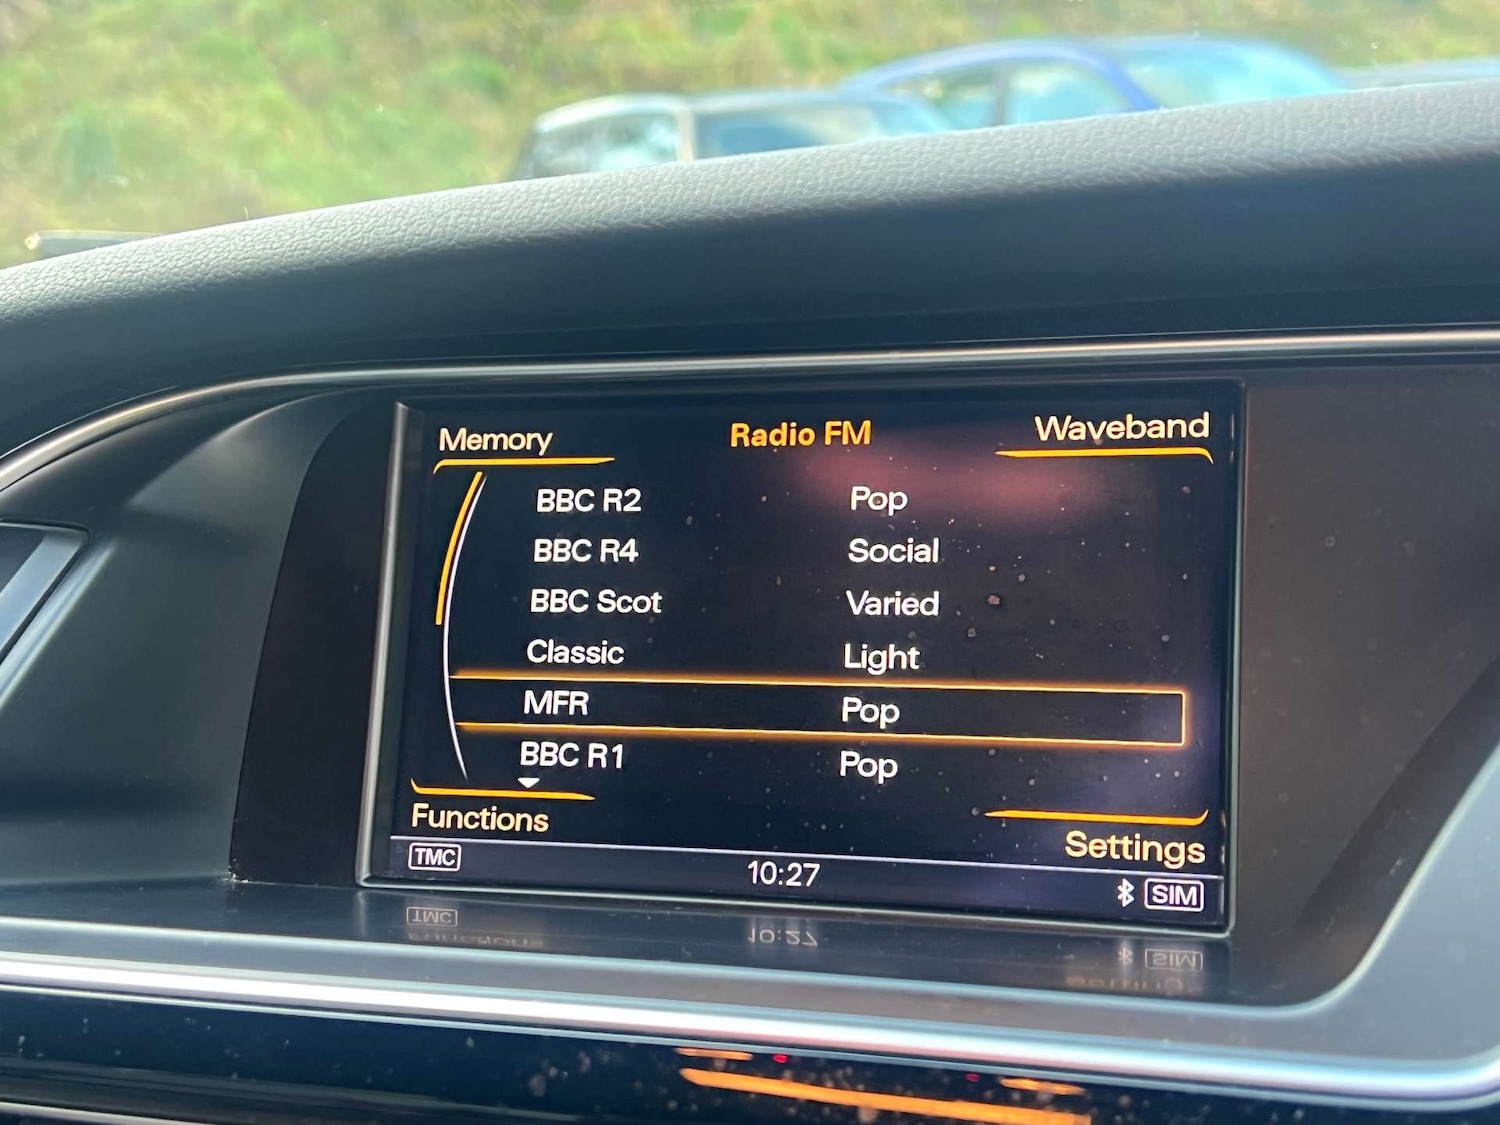 Memory Radio FM Waveband
BBC R2 Pop
BBC R4 Social
BBC Scot Varied
Classic Light
MFR Pop
BBC R1 Pop
Functions Settings
TMC 10:27 SIM